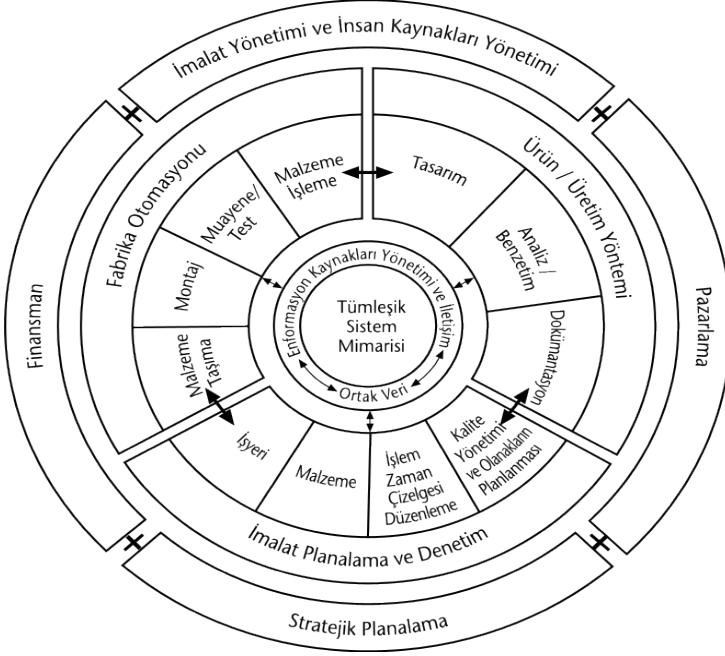 İmalat Yönetimi ve İnsan Kaynakları Yönetimi
Fabrika Otomasyonu
Ürün / Üretim Yöntemi
Malzeme
İşleme
Tasarım
Muayene/
Test
Analiz /
Benzetim
Montaj
Enformasyon Kaynakları Yönetimi ve İletişim
Tümleşik
Sistem
Mimarisi
Ortak Veri
Finansman
Pazarlama
Malzeme
Taşıma
Dokümantasyon
İşyeri
Malzeme
İşlem
Zaman
Çizelgesi
Düzenleme
Kalite
Yönetimi
ve Olanakların
Planlanması
İmalat Planalama ve Denetim
Stratejik Planalama